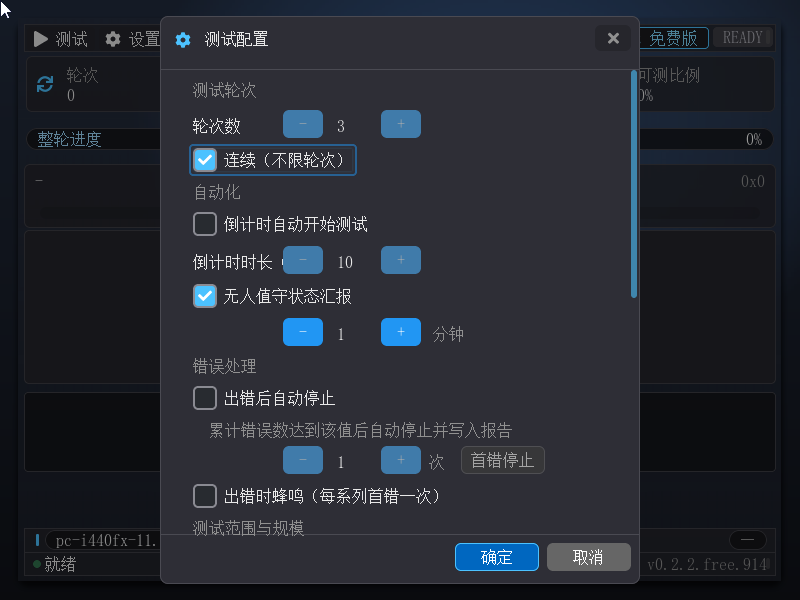 测试 设置
测试配置
免费版 READY
轮次
0
可测比例
0%
整轮进度
0%
—
0x0
测试轮次
轮次数 - 3 +
连续（不限轮次）
自动化
倒计时自动开始测试
倒计时时长 - 10 +
无人值守状态汇报
- 1 + 分钟
错误处理
出错后自动停止
累计错误数达到该值后自动停止并写入报告
- 1 + 次 首错停止
出错时蜂鸣（每系列首错一次）
测试范围与规模
确定 取消
pc-i440fx-11.
—
就绪
v0.2.2.free.914